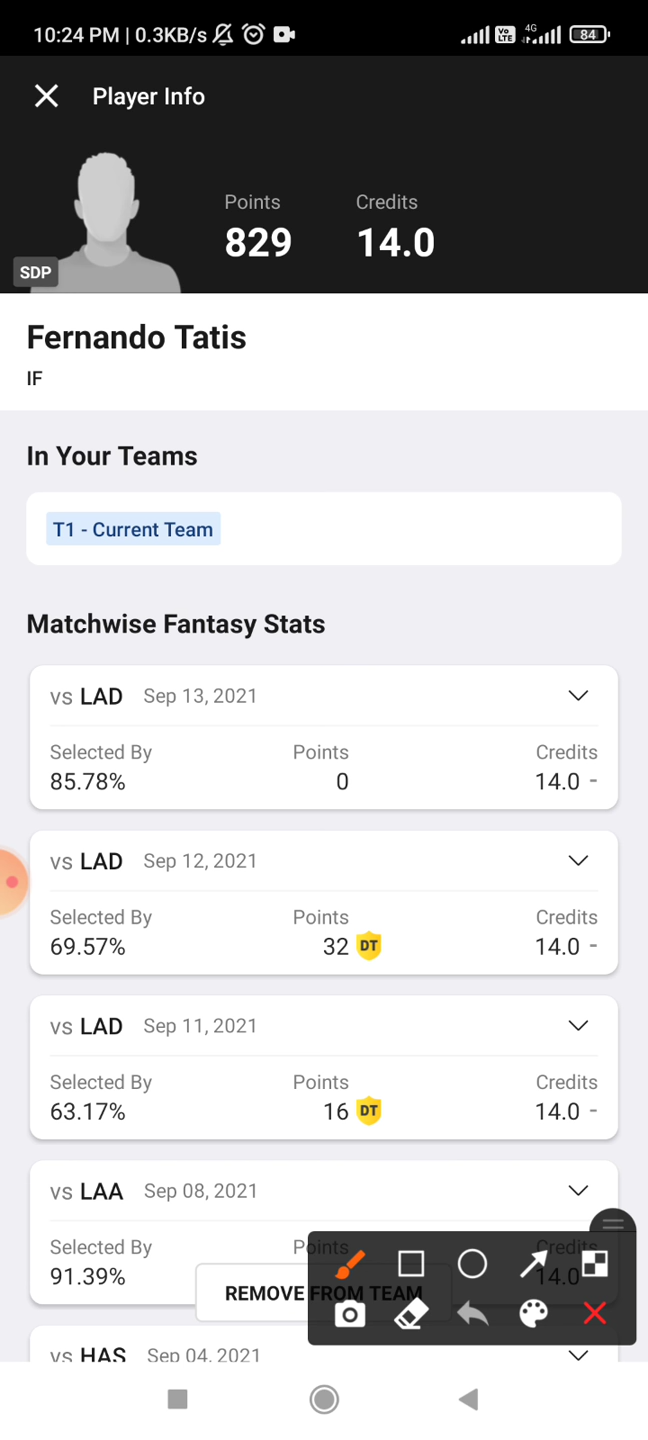 10:24 PM | 0.3KB/s Vo LTE 4G 84
Player Info
Points Credits
829 14.0
SDP
Fernando Tatis
IF
In Your Teams
T1 - Current Team
Matchwise Fantasy Stats
vs LAD Sep 13, 2021
Selected By Points Credits
85.78% 0 14.0 -
vs LAD Sep 12, 2021
Selected By Points Credits
69.57% 32 DT 14.0 -
vs LAD Sep 11, 2021
Selected By Points Credits
63.17% 16 DT 14.0 -
vs LAA Sep 08, 2021
Selected By Points Credits
91.39% 14.0
REMOVE FROM TEAM
vs HAS Sep 04, 2021